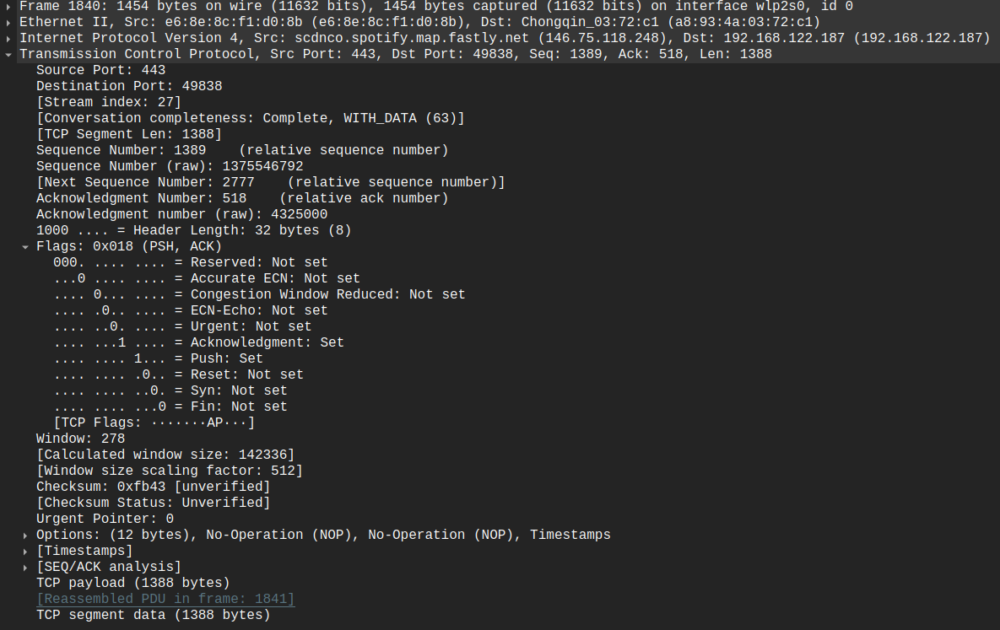 Frame 1840: 1454 bytes on wire (11632 bits), 1454 bytes captured (11632 bits) on interface wlp2s0, id 0
Ethernet II, Src: e6:8e:8c:f1:d0:8b (e6:8e:8c:f1:d0:8b), Dst: Chongqin_03:72:c1 (a8:93:4a:03:72:c1)
Internet Protocol Version 4, Src: scdnco.spotify.map.fastly.net (146.75.118.248), Dst: 192.168.122.187 (192.168.122.187)
Transmission Control Protocol, Src Port: 443, Dst Port: 49838, Seq: 1389, Ack: 518, Len: 1388
Source Port: 443
Destination Port: 49838
[Stream index: 27]
[Conversation completeness: Complete, WITH_DATA (63)]
[TCP Segment Len: 1388]
Sequence Number: 1389    (relative sequence number)
Sequence Number (raw): 1375546792
[Next Sequence Number: 2777    (relative sequence number)]
Acknowledgment Number: 518    (relative ack number)
Acknowledgment number (raw): 4325000
1000 .... = Header Length: 32 bytes (8)
Flags: 0x018 (PSH, ACK)
000. .... .... = Reserved: Not set
...0 .... .... = Accurate ECN: Not set
.... 0... .... = Congestion Window Reduced: Not set
.... .0.. .... = ECN-Echo: Not set
.... ..0. .... = Urgent: Not set
.... ...1 .... = Acknowledgment: Set
.... .... 1... = Push: Set
.... .... .0.. = Reset: Not set
.... .... ..0. = Syn: Not set
.... .... ...0 = Fin: Not set
[TCP Flags: ·······AP···]
Window: 278
[Calculated window size: 142336]
[Window size scaling factor: 512]
Checksum: 0xfb43 [unverified]
[Checksum Status: Unverified]
Urgent Pointer: 0
Options: (12 bytes), No-Operation (NOP), No-Operation (NOP), Timestamps
[Timestamps]
[SEQ/ACK analysis]
TCP payload (1388 bytes)
[Reassembled PDU in frame: 1841]
TCP segment data (1388 bytes)